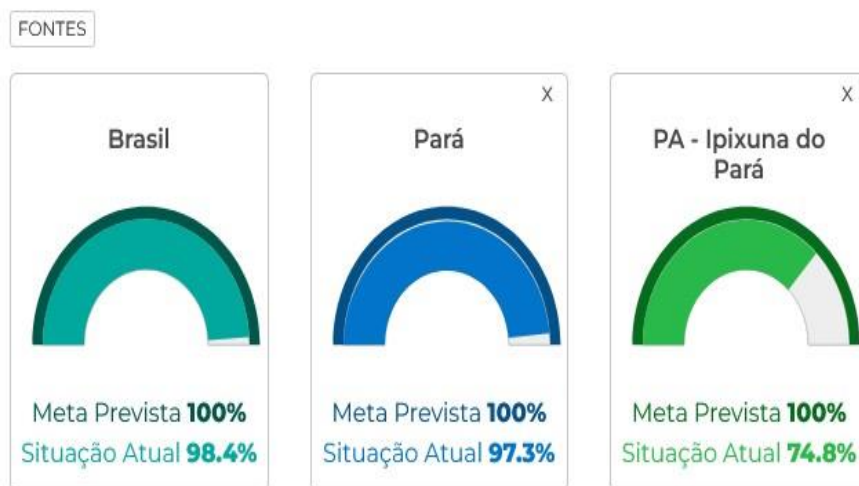 FONTES
Brasil
Meta Prevista 100%
Situação Atual 98.4%
X
Pará
Meta Prevista 100%
Situação Atual 97.3%
X
PA - Ipixuna do
Pará
Meta Prevista 100%
Situação Atual 74.8%